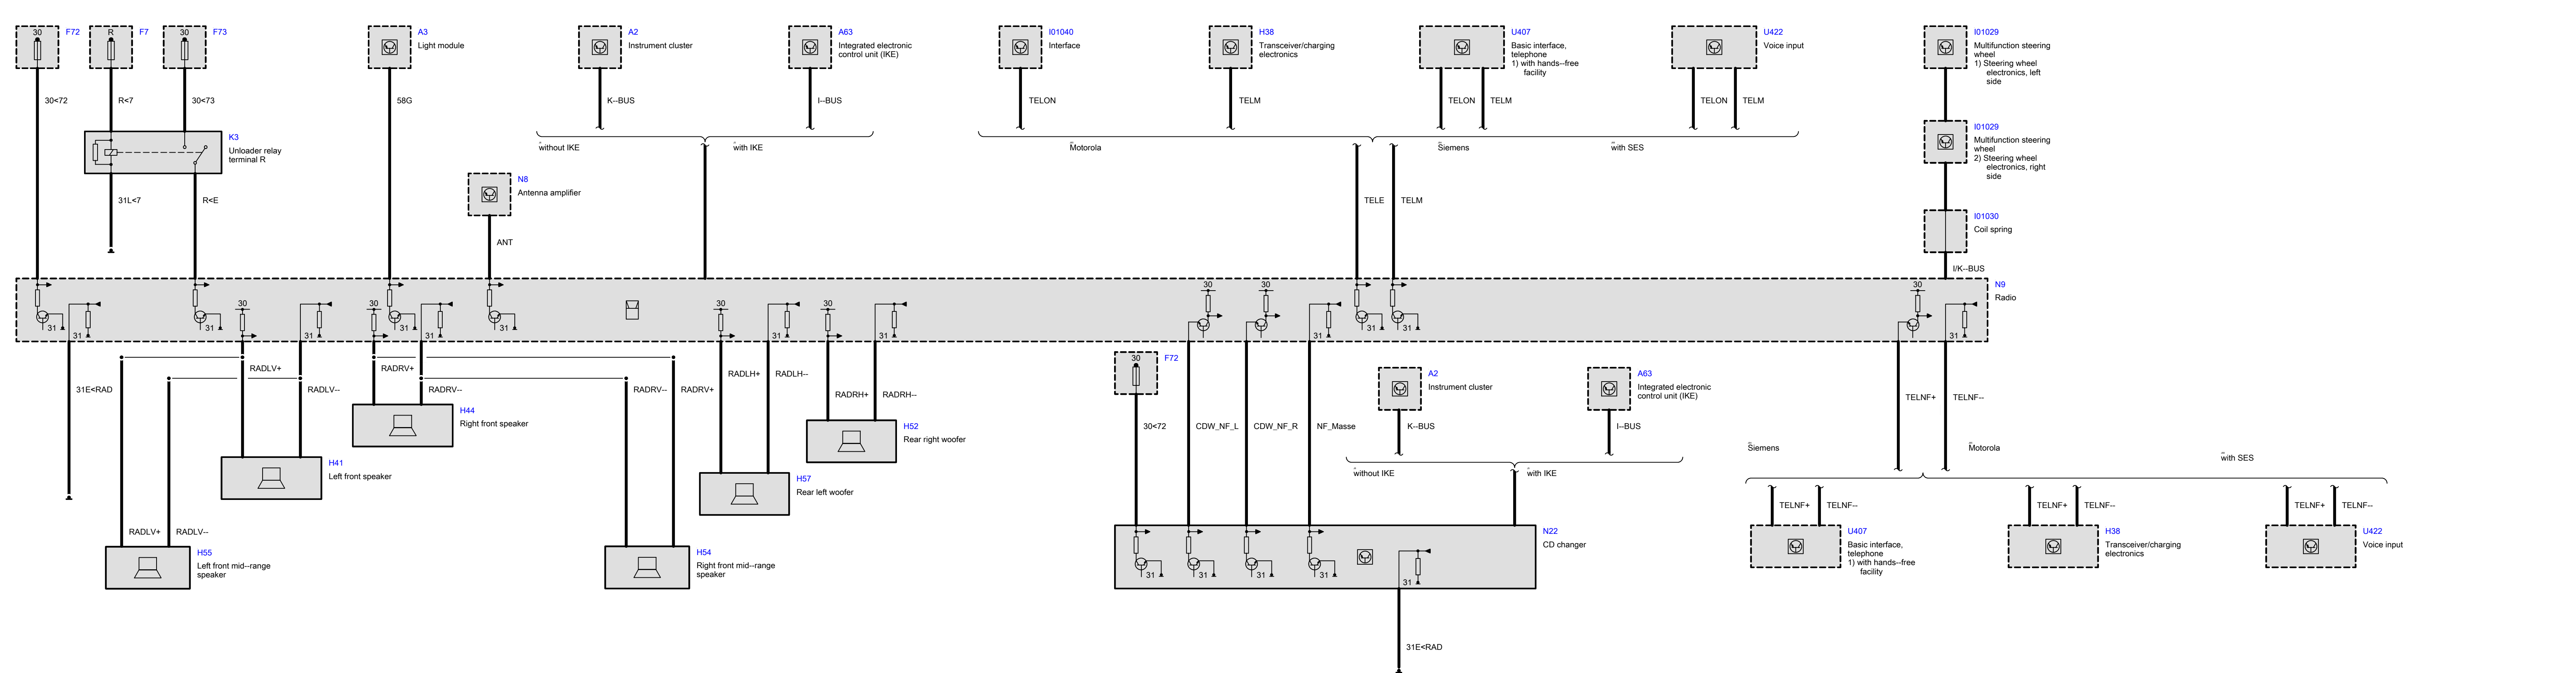 30
F72
R
F7
30
F73
A3
Light module
A2
Instrument cluster
A63
Integrated electronic
control unit (IKE)
I01040
Interface
H38
Transceiver/charging
electronics
U407
Basic interface,
telephone
1) with hands--free
facility
U422
Voice input
I01029
Multifunction steering
wheel
1) Steering wheel
electronics, left
side
30<72
R<7
30<73
58G
K--BUS
I--BUS
TELON
TELM
TELON
TELM
TELON
TELM
K3
Unloader relay
terminal R
without IKE
with IKE
Motorola
Siemens
with SES
I01029
Multifunction steering
wheel
2) Steering wheel
electronics, right
side
N8
Antenna amplifier
31L<7
R<E
TELE
TELM
I01030
Coil spring
ANT
I/K--BUS
N9
Radio
30
30
30
30
30
30
30
31
31
31
31
31
31
31
31
31
31
31
31
31
31E<RAD
RADLV+
RADLV--
RADRV+
RADRV--
RADRV--
RADRV+
RADLH+
RADLH--
RADRH+
RADRH--
30
F72
A2
Instrument cluster
A63
Integrated electronic
control unit (IKE)
TELNF+
TELNF--
H44
Right front speaker
H52
Rear right woofer
30<72
CDW_NF_L
CDW_NF_R
NF_Masse
K--BUS
I--BUS
Siemens
Motorola
with SES
H41
Left front speaker
H57
Rear left woofer
without IKE
with IKE
TELNF+
TELNF--
TELNF+
TELNF--
TELNF+
TELNF--
RADLV+
RADLV--
H55
Left front mid--range
speaker
H54
Right front mid--range
speaker
N22
CD changer
31
31
31
31
31
U407
Basic interface,
telephone
1) with hands--free
facility
H38
Transceiver/charging
electronics
U422
Voice input
31E<RAD